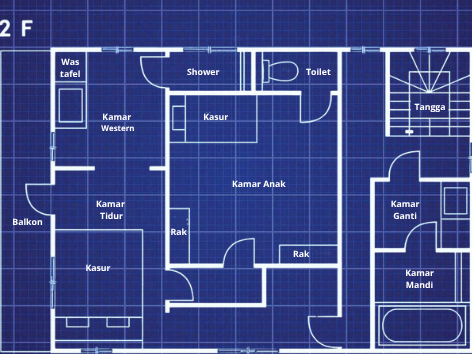 2 F
Was
tafel
Shower
Toilet
Kamar
Western
Kasur
Tangga
Kamar Anak
Balkon
Kamar
Tidur
Rak
Kamar
Ganti
Rak
Kasur
Kamar
Mandi